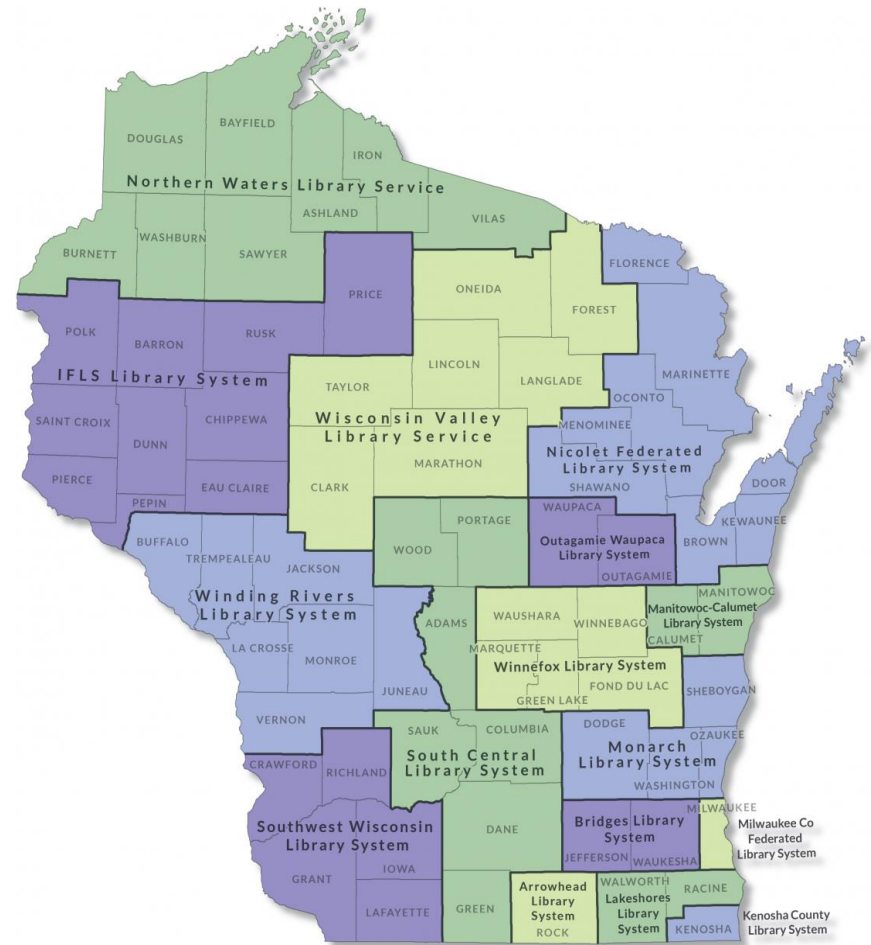 BAYFIELD
DOUGLAS
IRON
Northern Waters Library Service
ASHLAND
VILAS
WASHBURN
BURNETT
SAWYER
FLORENCE
PRICE
ONEIDA
FOREST
POLK
BARRON
RUSK
IFLS Library System
LINCOLN
TAYLOR
LANGLADE
MARINETTE
OCONTO
Wisconsin Valley
Library Service
SAINT CROIX
CHIPPEWA
DUNN
MENOMINEE
Nicolet Federated
Library System
MARATHON
PIERCE
EAU CLAIRE
CLARK
SHAWANO
DOOR
PEPIN
WAUPACA
KEWAUNEE
PORTAGE
BUFFALO
WOOD
Outagamie Waupaca
Library System
BROWN
TREMPEALEAU
JACKSON
OUTAGAMIE
Winding Rivers
Library System
MANITOWOC
Manitowoc-Calumet
Library System
CALUMET
ADAMS
WAUSHARA
WINNEBAGO
LA CROSSE
MONROE
MARQUETTE
Winnefox Library System
FOND DU LAC
GREEN LAKE
JUNEAU
SHEBOYGAN
VERNON
SAUK
COLUMBIA
DODGE
OZAUKEE
South Central
Library System
Monarch
Library System
WASHINGTON
CRAWFORD
RICHLAND
MILWAUKEE
Milwaukee Co
Federated
Library System
Southwest Wisconsin
Library System
DANE
Bridges Library
System
JEFFERSON
WAUKESHA
IOWA
GRANT
WALWORTH
RACINE
Arrowhead
Library
System
ROCK
Lakeshores
Library
System
LAFAYETTE
GREEN
KENOSHA
Kenosha County
Library System